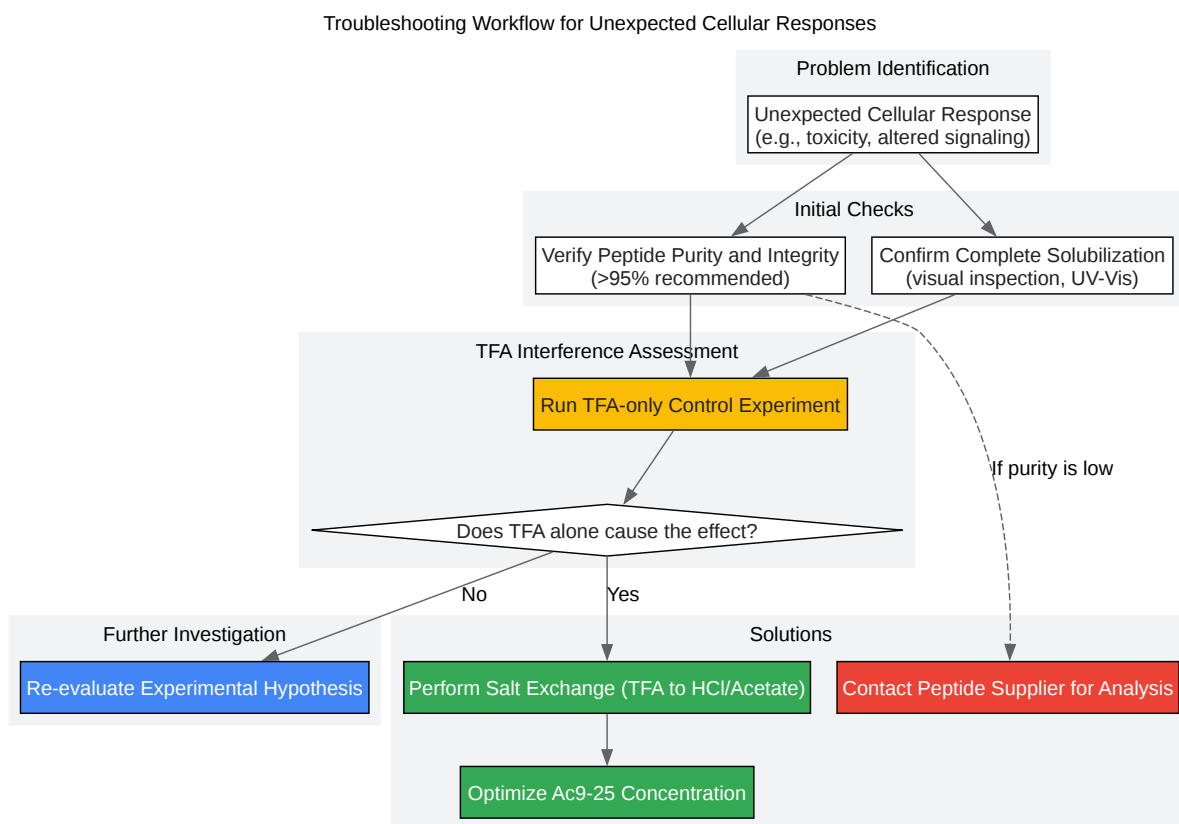 Troubleshooting Workflow for Unexpected Cellular Responses
Problem Identification
Unexpected Cellular Response
(e.g., toxicity, altered signaling)
Initial Checks
Verify Peptide Purity and Integrity
(>95% recommended)
Confirm Complete Solubilization
(visual inspection, UV-Vis)
TFA Interference Assessment
Run TFA-only Control Experiment
If purity is low
Does TFA alone cause the effect?
No
Yes
Further Investigation
Solutions
Re-evaluate Experimental Hypothesis
Perform Salt Exchange (TFA to HCl/Acetate)
Contact Peptide Supplier for Analysis
Optimize Ac9-25 Concentration